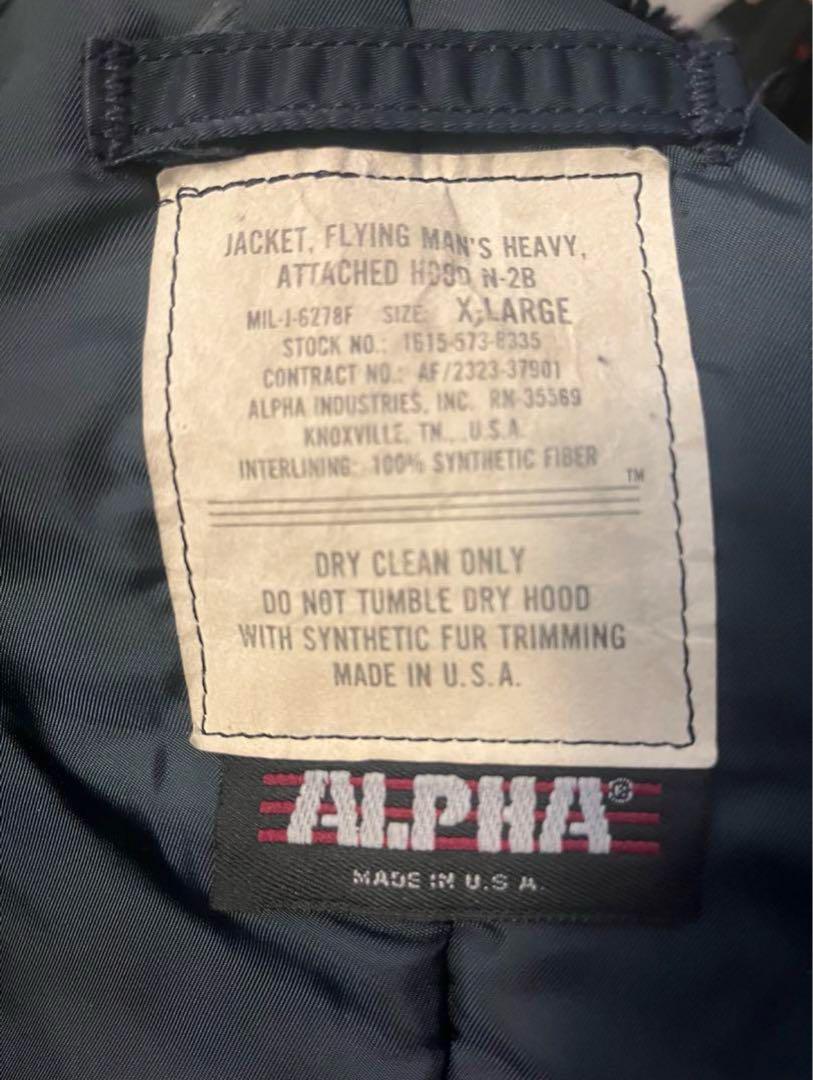 JACKET, FLYING MAN'S HEAVY,
ATTACHED HOOD N-2B
MIL-J-6278F SIZE: X-LARGE
STOCK NO.: 1615-573-8335
CONTRACT NO.: AF/2323-37901
ALPHA INDUSTRIES, INC. RN-35569
KNOXVILLE, TN., U.S.A.
INTERLINING: 100% SYNTHETIC FIBER
TM
DRY CLEAN ONLY
DO NOT TUMBLE DRY HOOD
WITH SYNTHETIC FUR TRIMMING
MADE IN U.S.A.
ALPHA®
MADE IN U.S.A.